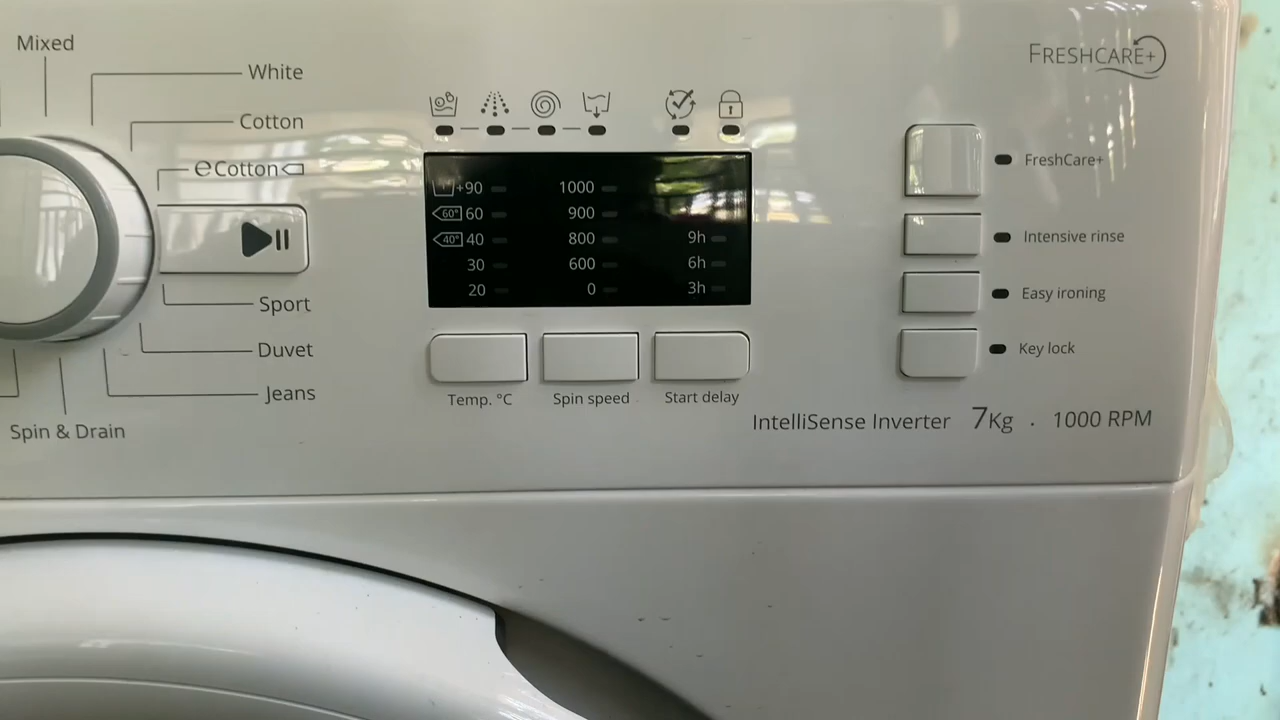 Mixed
White
Cotton
eCotton
Sport
Duvet
Jeans
Spin & Drain
+90
60° 60
40° 40
30
20
1000
900
800
600
0
9h
6h
3h
Temp. °C
Spin speed
Start delay
FRESHCARE+
FreshCare+
Intensive rinse
Easy ironing
Key lock
IntelliSense Inverter 7Kg . 1000 RPM